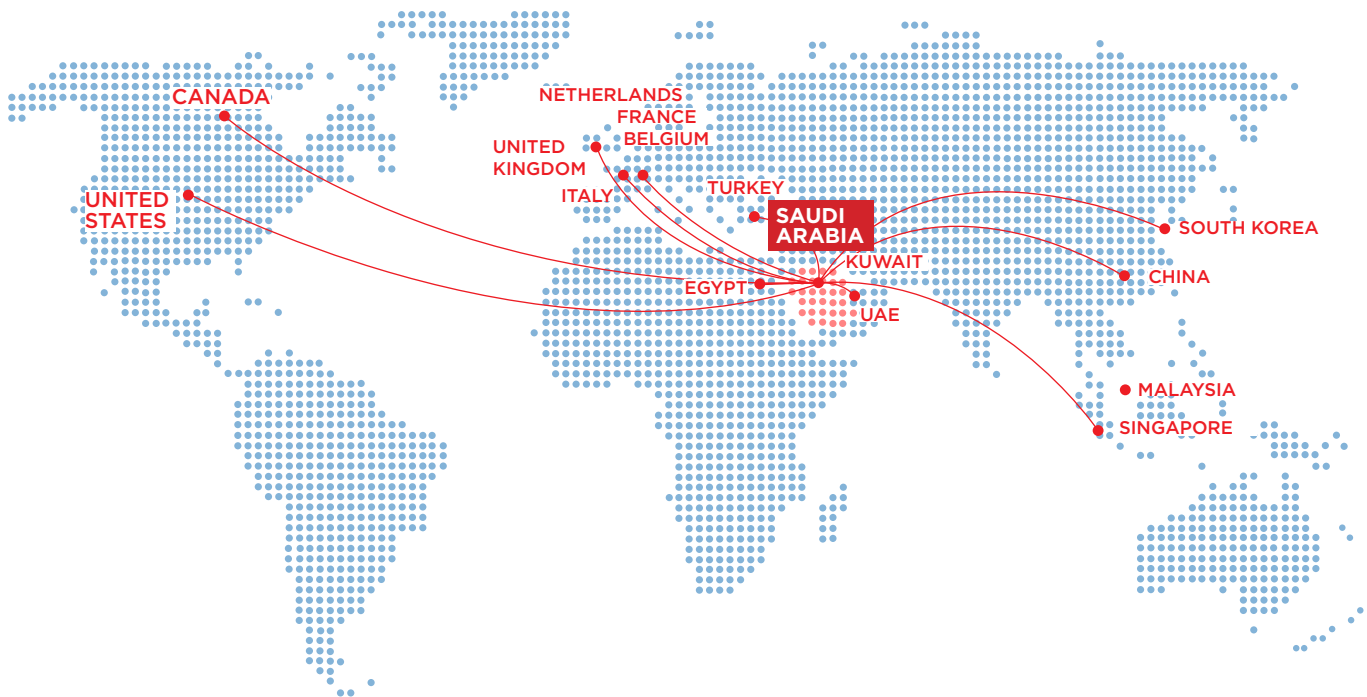 NETHERLANDS
CANADA
FRANCE
BELGIUM
UNITED
KINGDOM
TURKEY
ITALY
UNITED
STATES
SAUDI
ARABIA
SOUTH KOREA
KUWAIT
CHINA
EGYPT
UAE
MALAYSIA
SINGAPORE